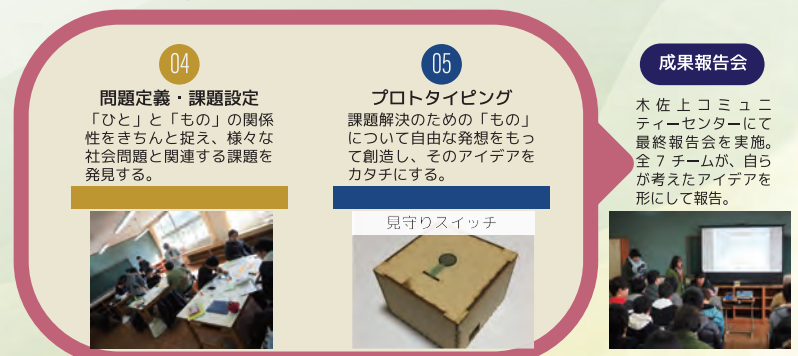 04
問題定義・課題設定
「ひと」と「もの」の関係
性をきちんと捉え、様々な
社会問題と関連する課題を
発見する。
05
プロトタイピング
課題解決のための「もの」
について自由な発想をもっ
て創造し、そのアイデアを
カタチにする。
見守りスイッチ
成果報告会
木佐上コミュニ
ティーセンターにて
最終報告会を実施。
全 7 チームが、自ら
が考えたアイデアを
形にして報告。